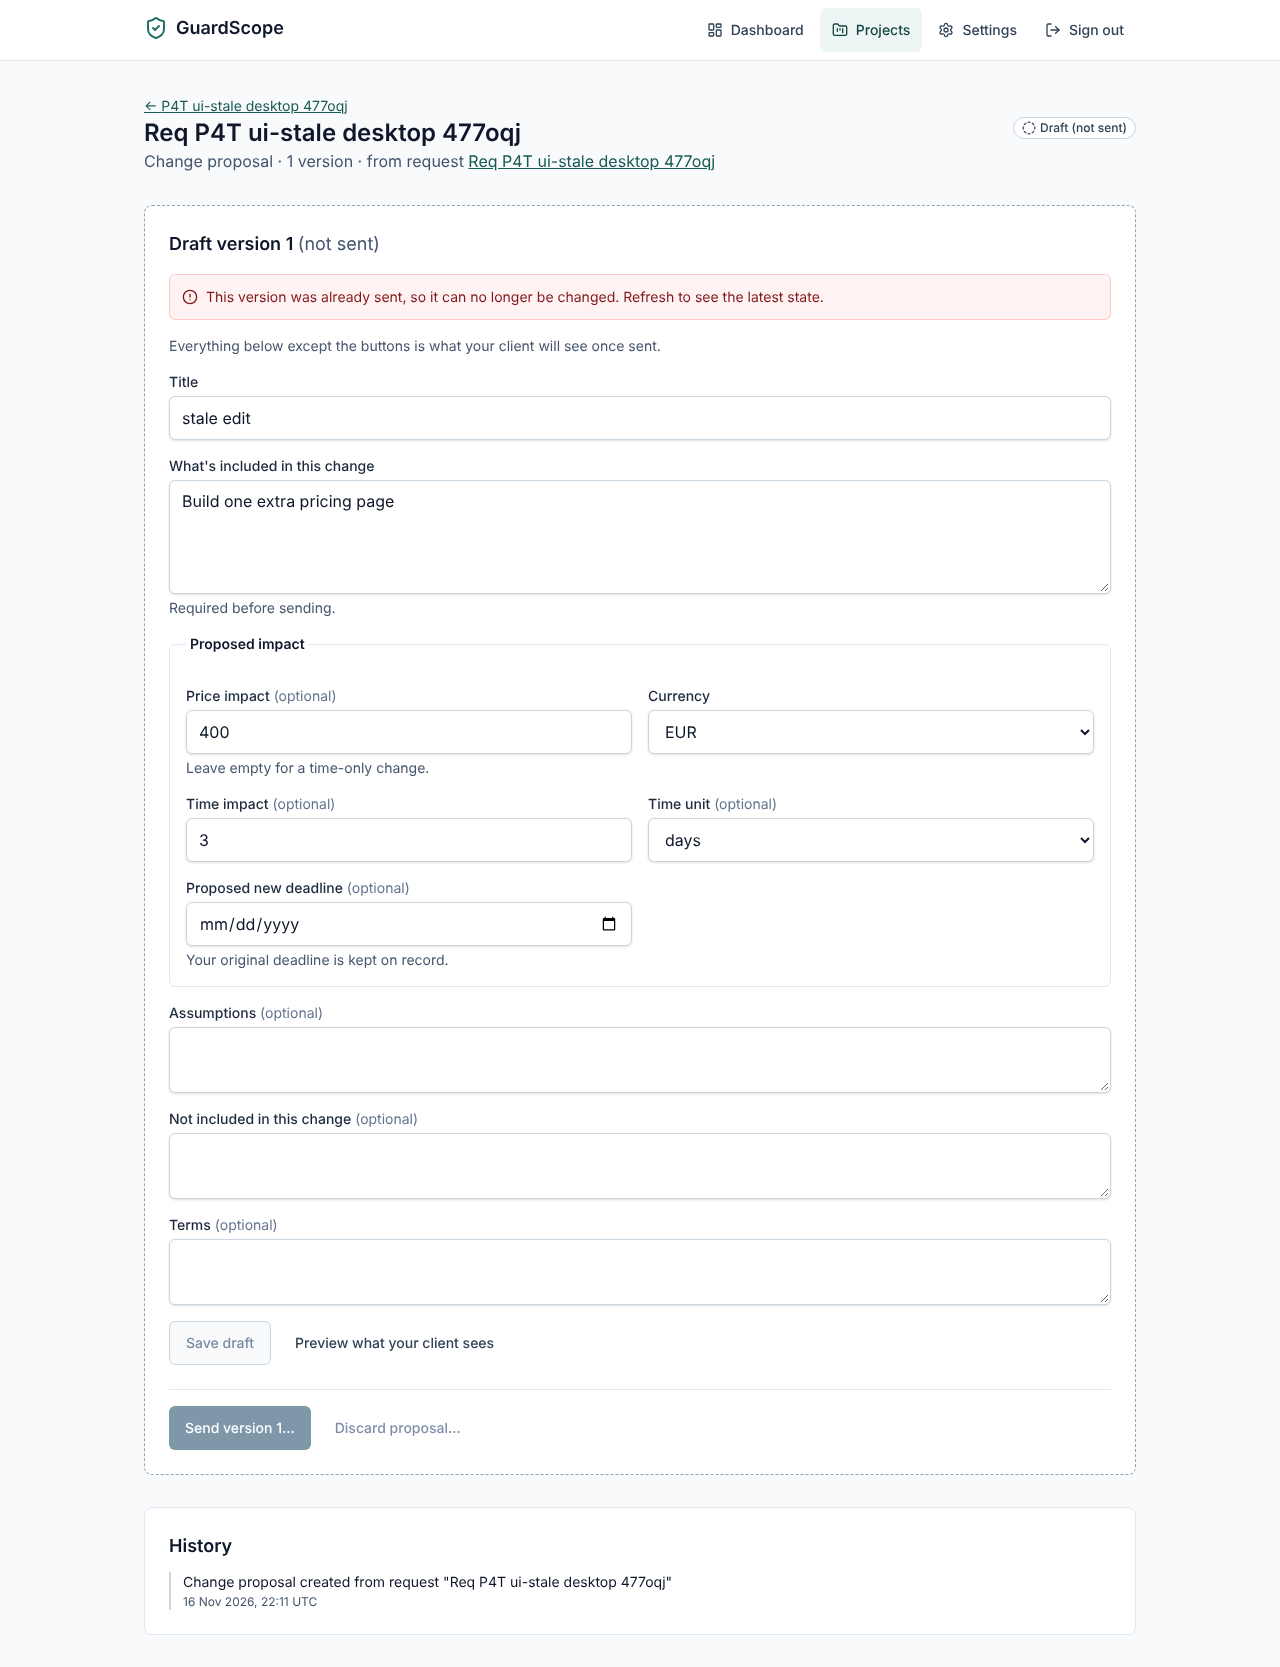 GuardScope
Dashboard
Projects
Settings
Sign out
← P4T ui-stale desktop 477oqj
Req P4T ui-stale desktop 477oqj
Draft (not sent)
Change proposal · 1 version · from request Req P4T ui-stale desktop 477oqj
Draft version 1 (not sent)
This version was already sent, so it can no longer be changed. Refresh to see the latest state.
Everything below except the buttons is what your client will see once sent.
Title
stale edit
What's included in this change
Build one extra pricing page
Required before sending.
Proposed impact
Price impact (optional)
Currency
400
EUR
Leave empty for a time-only change.
Time impact (optional)
Time unit (optional)
3
days
Proposed new deadline (optional)
mm/dd/yyyy
Your original deadline is kept on record.
Assumptions (optional)
Not included in this change (optional)
Terms (optional)
Save draft
Preview what your client sees
Send version 1...
Discard proposal...
History
Change proposal created from request "Req P4T ui-stale desktop 477oqj"
16 Nov 2026, 22:11 UTC